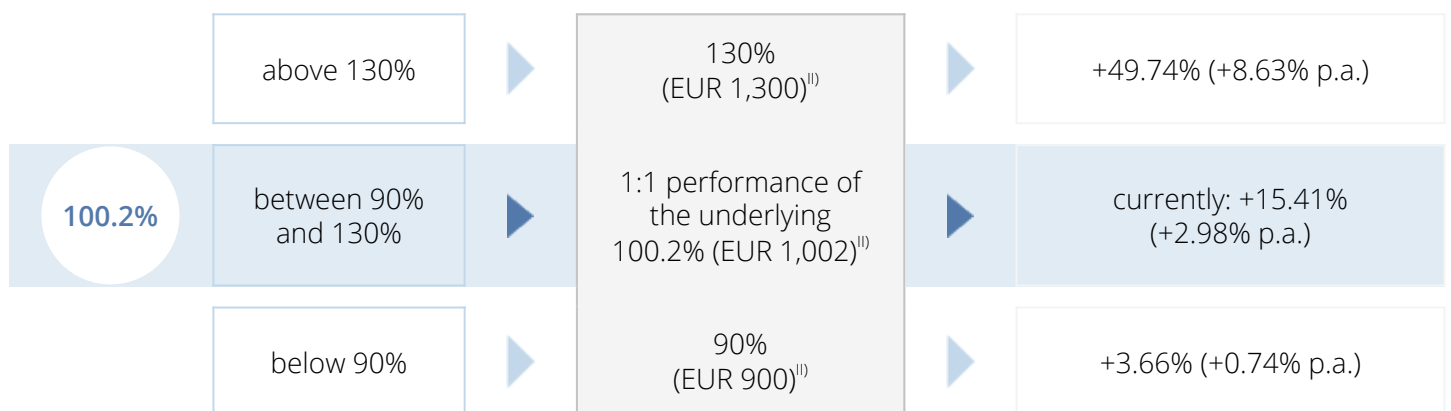 above 130%
130%
(EUR 1,300)II)
+49.74% (+8.63% p.a.)
100.2%
between 90%
and 130%
1:1 performance of
the underlying
100.2% (EUR 1,002)II)
currently: +15.41%
(+2.98% p.a.)
below 90%
90%
(EUR 900)II)
+3.66% (+0.74% p.a.)